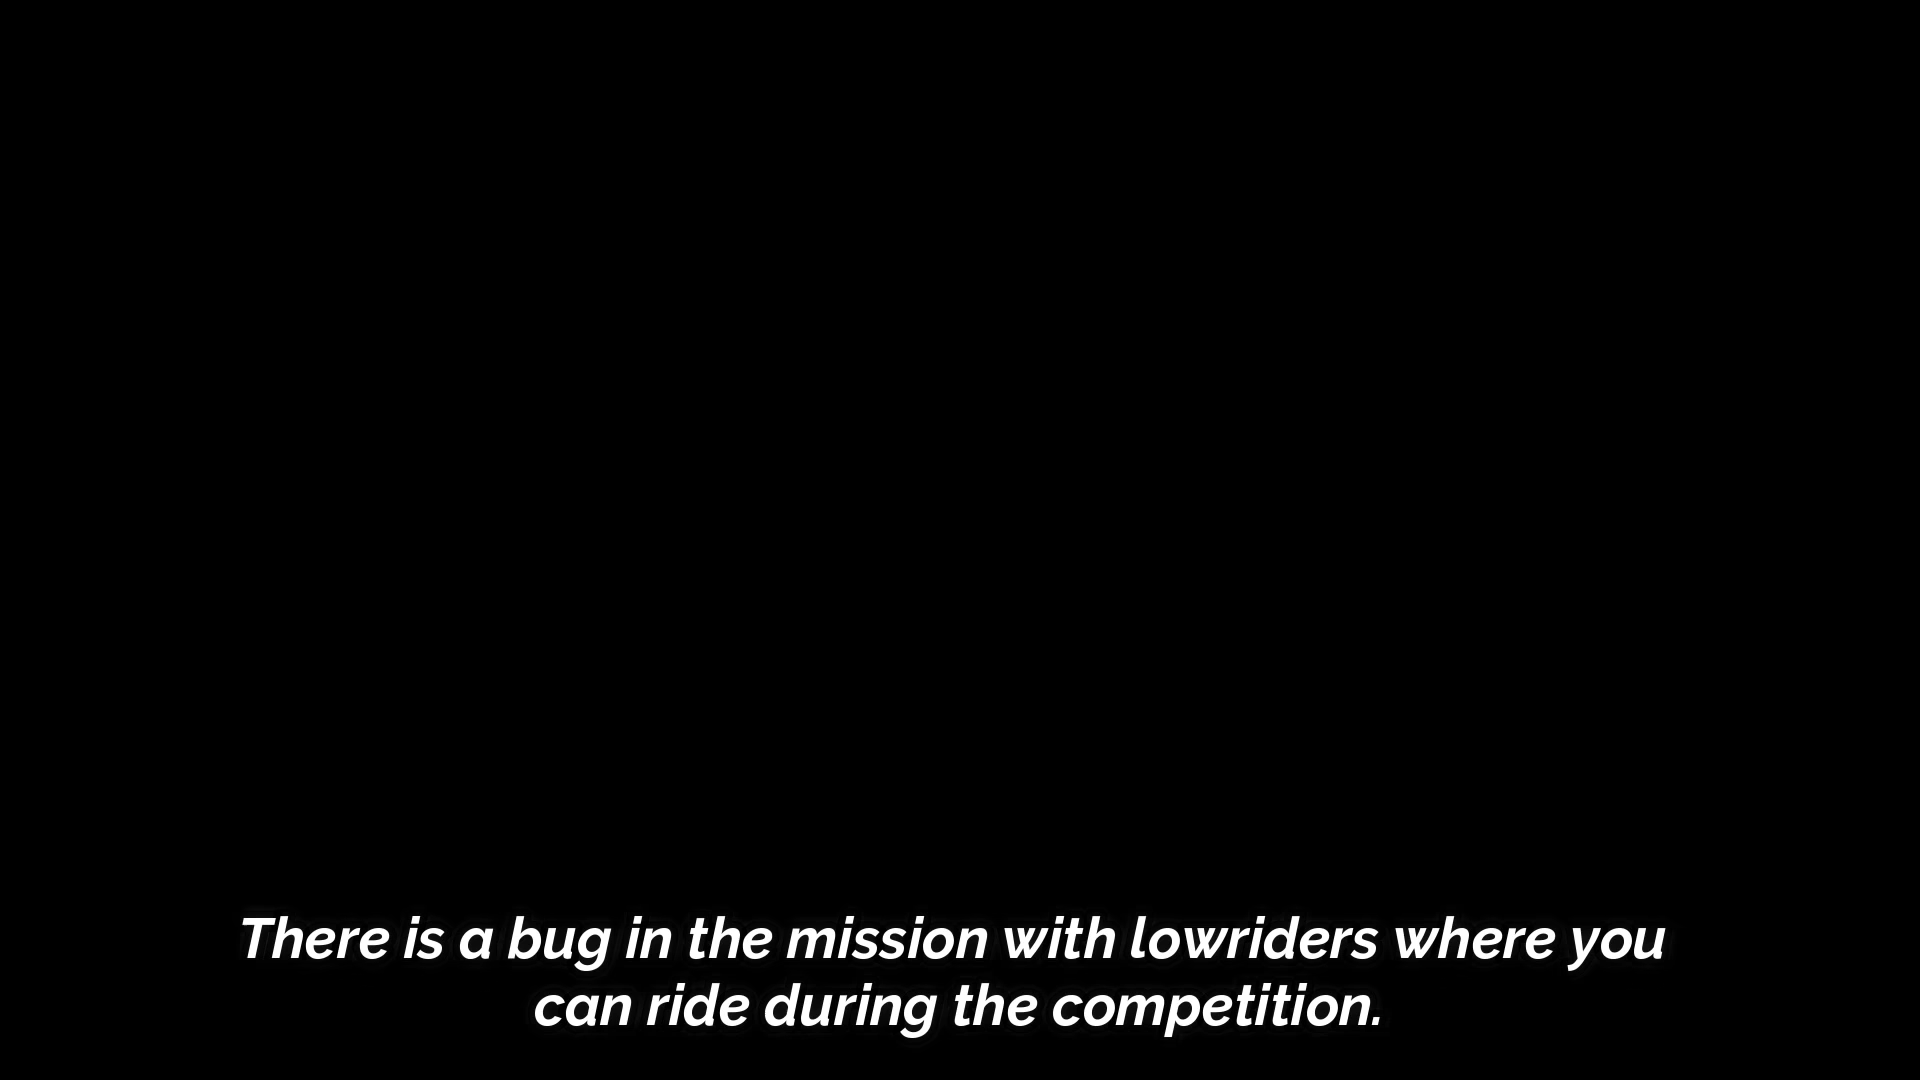 There is a bug in the mission with lowriders where you
can ride during the competition.